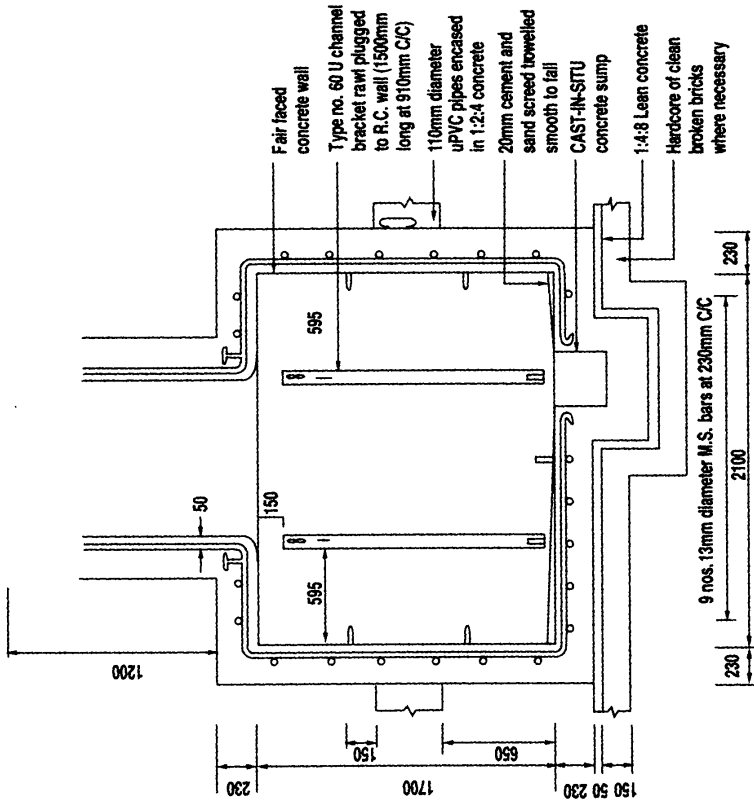 Fair faced
concrete wall
Type no. 60 U channel
bracket rawl plugged
to R.C. wall (1500mm
long at 910mm C/C)
110mm diameter
uPVC pipes encased
in 1:2:4 concrete
20mm cement and
sand screed trowelled
smooth to fall
CAST-IN-SITU
concrete sump
1:4:8 Lean concrete
Hardcore of clean
broken bricks
where necessary
1200
50
150
595
595
230
150
1700
650
230
50
150
9 nos. 13mm diameter M.S. bars at 230mm C/C
230
2100
230